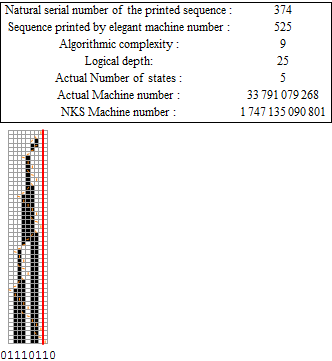 Natural serial number of the printed sequence : 374
Sequence printed by elegant machine number : 525
Algorithmic complexity : 9
Logical depth: 25
Actual Number of states : 5
Actual Machine number : 33 791 079 268
NKS Machine number : 1 747 135 090 801
01110110